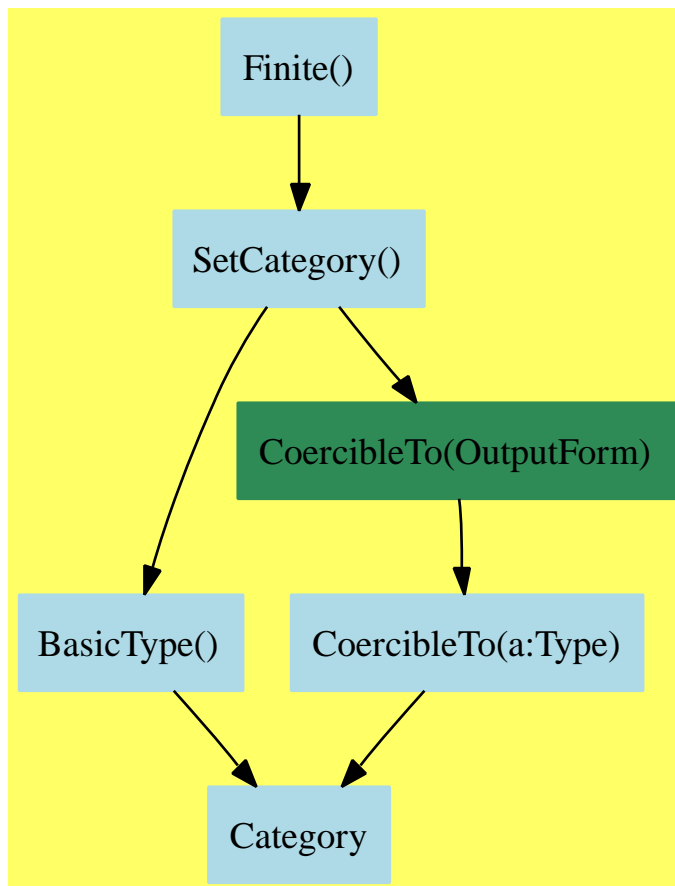 Finite()
SetCategory()
CoercibleTo(OutputForm)
BasicType()
CoercibleTo(a:Type)
Category